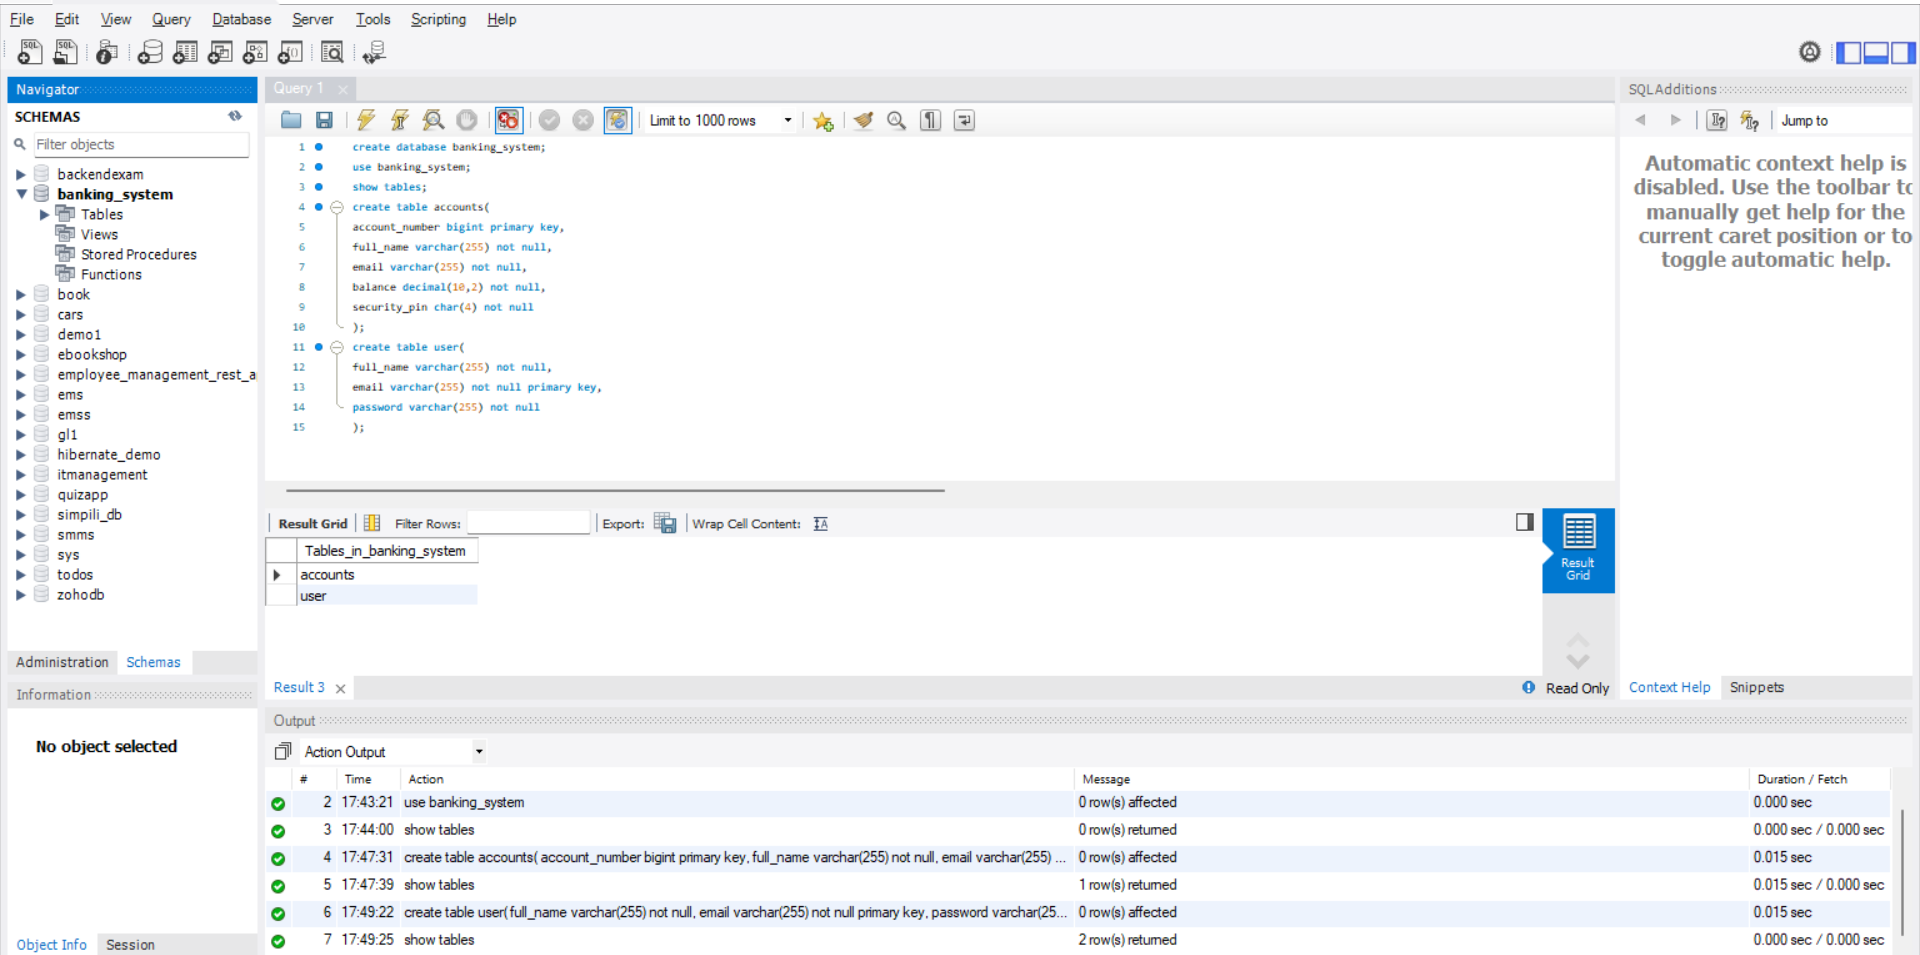 File Edit View Query Database Server Tools Scripting Help
SQL SQL
Navigator
SCHEMAS
Filter objects
backendexam
banking_system
Tables
Views
Stored Procedures
Functions
book
cars
demo1
ebookshop
employee_management_rest_a
ems
emss
gl1
hibernate_demo
itmanagement
quizapp
simpili_db
smms
sys
todos
zohodb
Administration Schemas
Information
No object selected
Object Info Session
Query 1
Limit to 1000 rows
1 create database banking_system;
2 use banking_system;
3 show tables;
4 create table accounts(
5 account_number bigint primary key,
6 full_name varchar(255) not null,
7 email varchar(255) not null,
8 balance decimal(10,2) not null,
9 security_pin char(4) not null
10 );
11 create table user(
12 full_name varchar(255) not null,
13 email varchar(255) not null primary key,
14 password varchar(255) not null
15 );
Result Grid Filter Rows: Export: Wrap Cell Content: IA
Tables_in_banking_system
accounts
user
Result Grid
Result 3
Read Only
SQLAdditions
Jump to
Automatic context help is
disabled. Use the toolbar to
manually get help for the
current caret position or to
toggle automatic help.
Context Help Snippets
Output
Action Output
# Time Action Message Duration / Fetch
2 17:43:21 use banking_system 0 row(s) affected 0.000 sec
3 17:44:00 show tables 0 row(s) returned 0.000 sec / 0.000 sec
4 17:47:31 create table accounts( account_number bigint primary key, full_name varchar(255) not null, email varchar(255) ... 0 row(s) affected 0.015 sec
5 17:47:39 show tables 1 row(s) returned 0.015 sec / 0.000 sec
6 17:49:22 create table user( full_name varchar(255) not null, email varchar(255) not null primary key, password varchar(25... 0 row(s) affected 0.015 sec
7 17:49:25 show tables 2 row(s) returned 0.000 sec / 0.000 sec